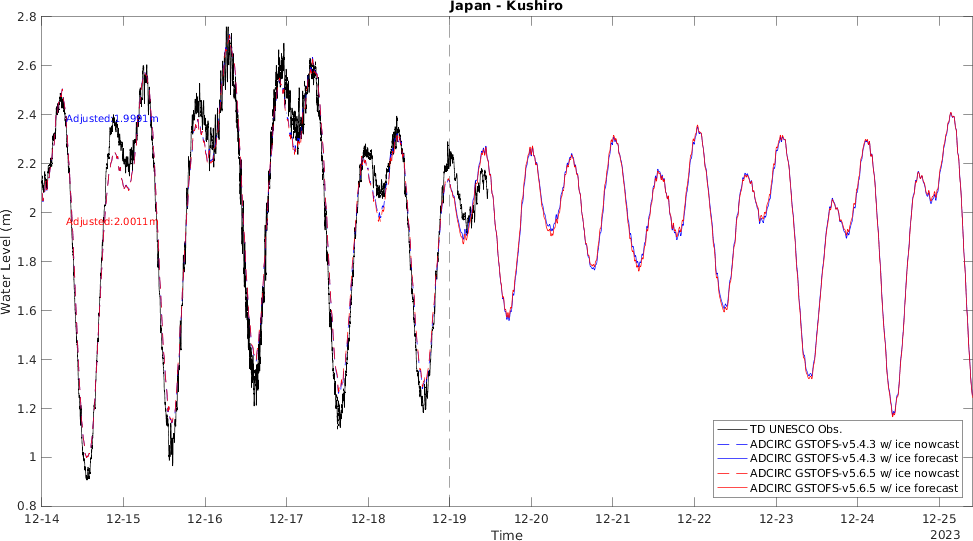 Japan - Kushiro
2.8
2.6
2.4
2.2
2
1.8
1.6
1.4
1.2
1
0.8
Water Level (m)
Adjusted:1.9991m
Adjusted:2.0011m
TD UNESCO Obs.
ADCIRC GSTOFS-v5.4.3 w/ ice nowcast
ADCIRC GSTOFS-v5.4.3 w/ ice forecast
ADCIRC GSTOFS-v5.6.5 w/ ice nowcast
ADCIRC GSTOFS-v5.6.5 w/ ice forecast
12-14 12-15 12-16 12-17 12-18 12-19 12-20 12-21 12-22 12-23 12-24 12-25
Time
2023